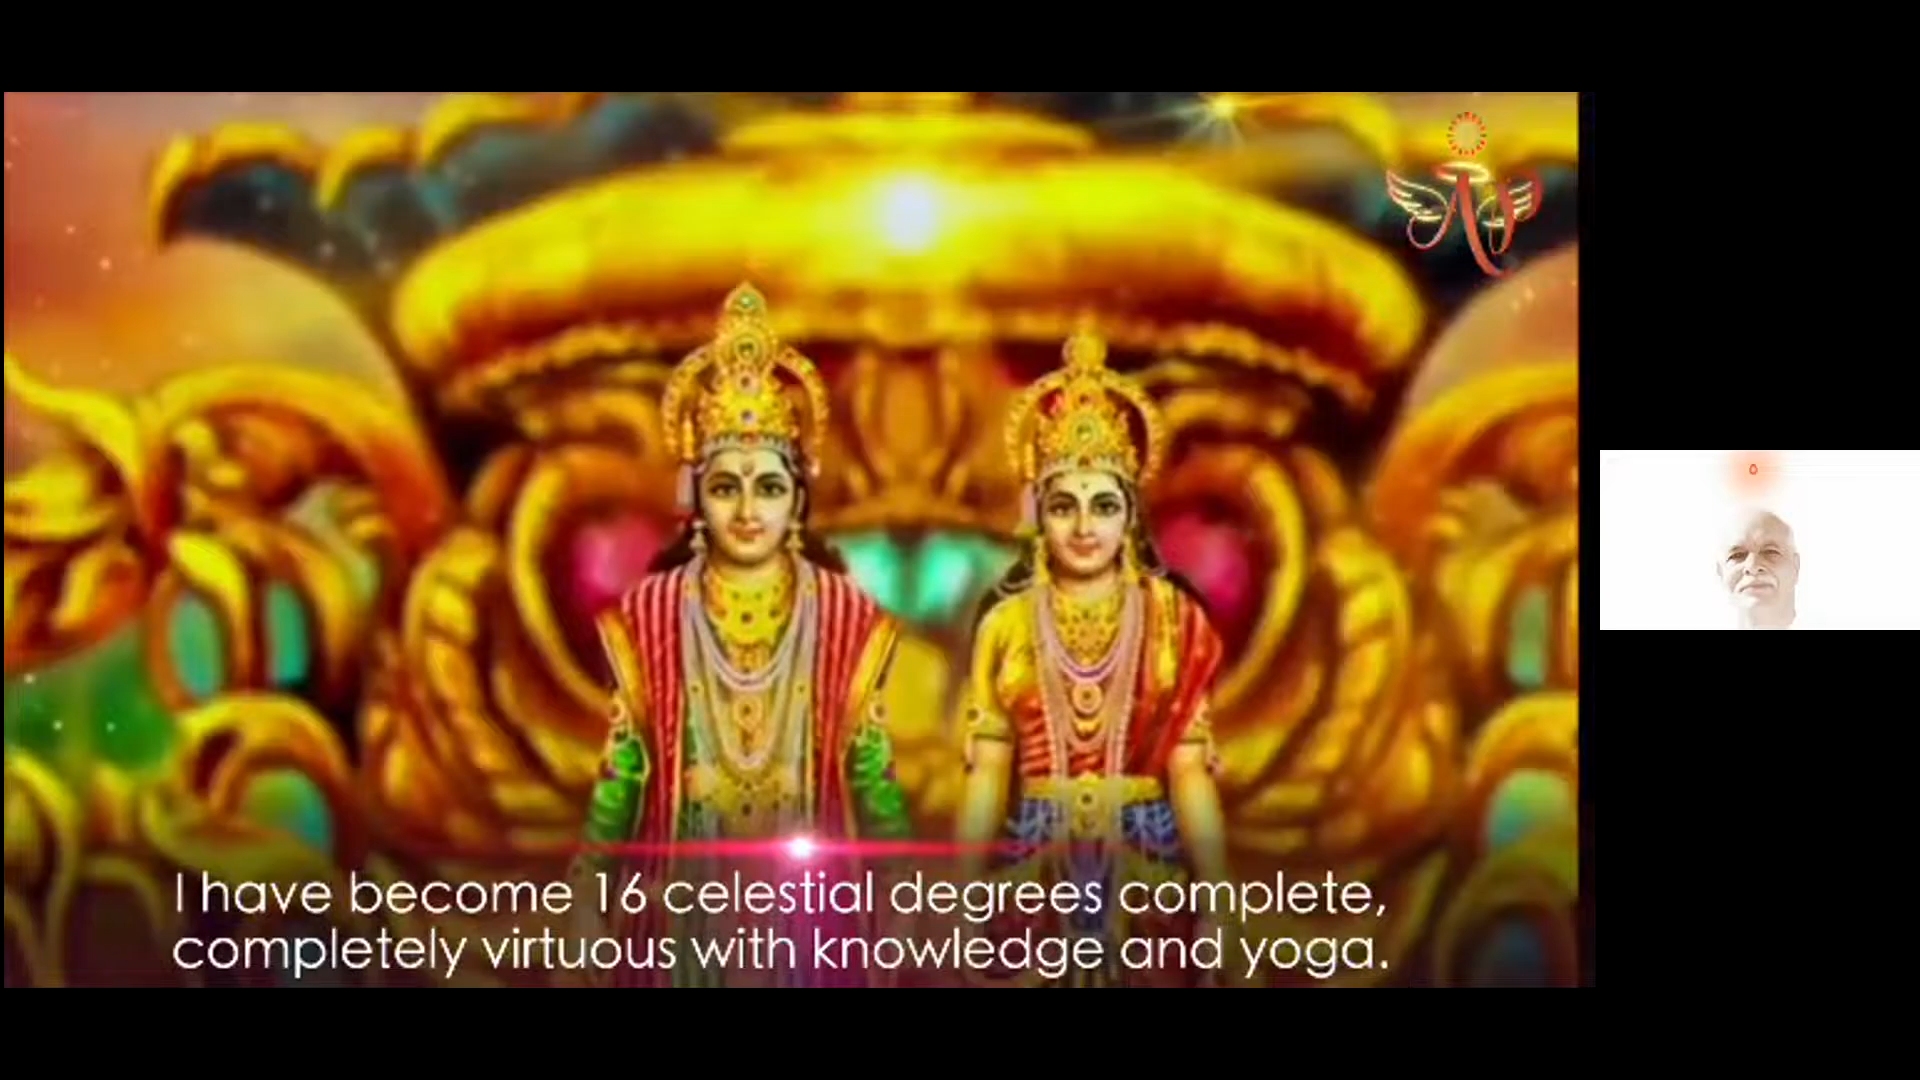 I have become 16 celestial degrees complete,
completely virtuous with knowledge and yoga.